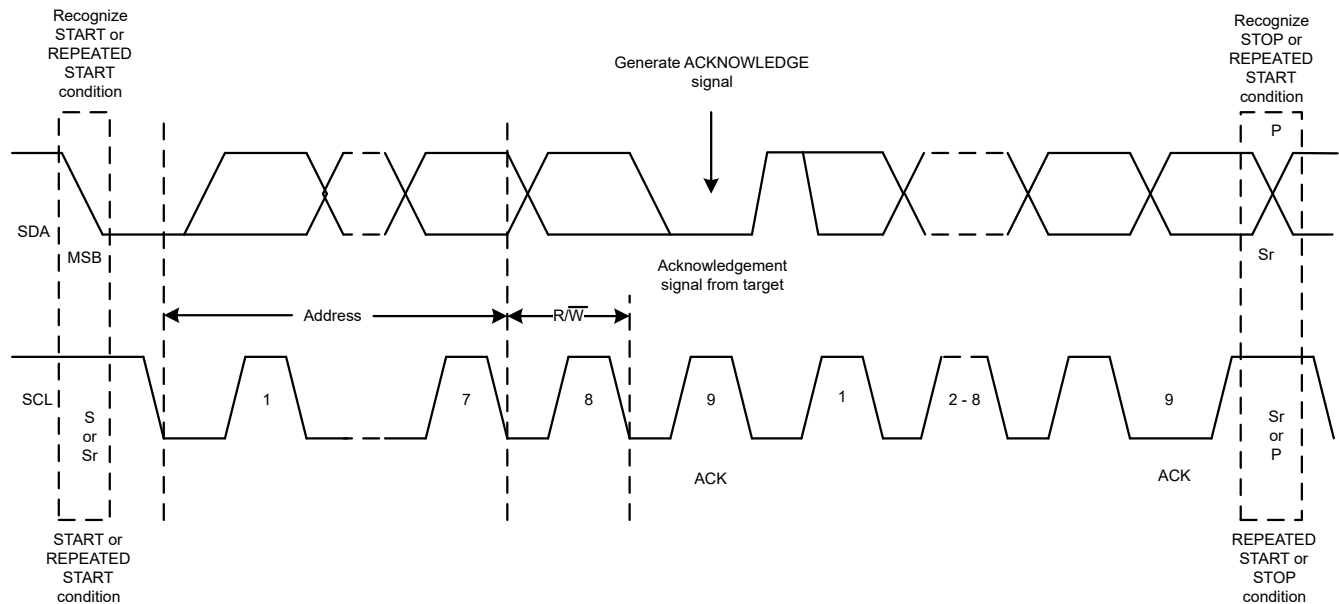 Recognize
START or
REPEATED
START
condition
Recognize
STOP or
REPEATED
START
condition
Generate ACKNOWLEDGE
signal
P
SDA
MSB
Acknowledgement
signal from target
Sr
Address
R/W̅
SCL
S
or
Sr
1
7
8
9
1
2 - 8
9
Sr
or
P
ACK
ACK
START or
REPEATED
START
condition
REPEATED
START or
STOP
condition